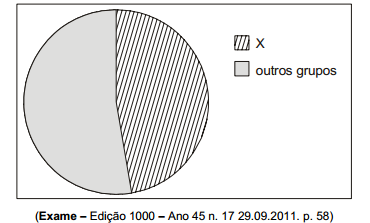 X
outros grupos
(Exame – Edição 1000 – Ano 45 n. 17 29.09.2011. p. 58)